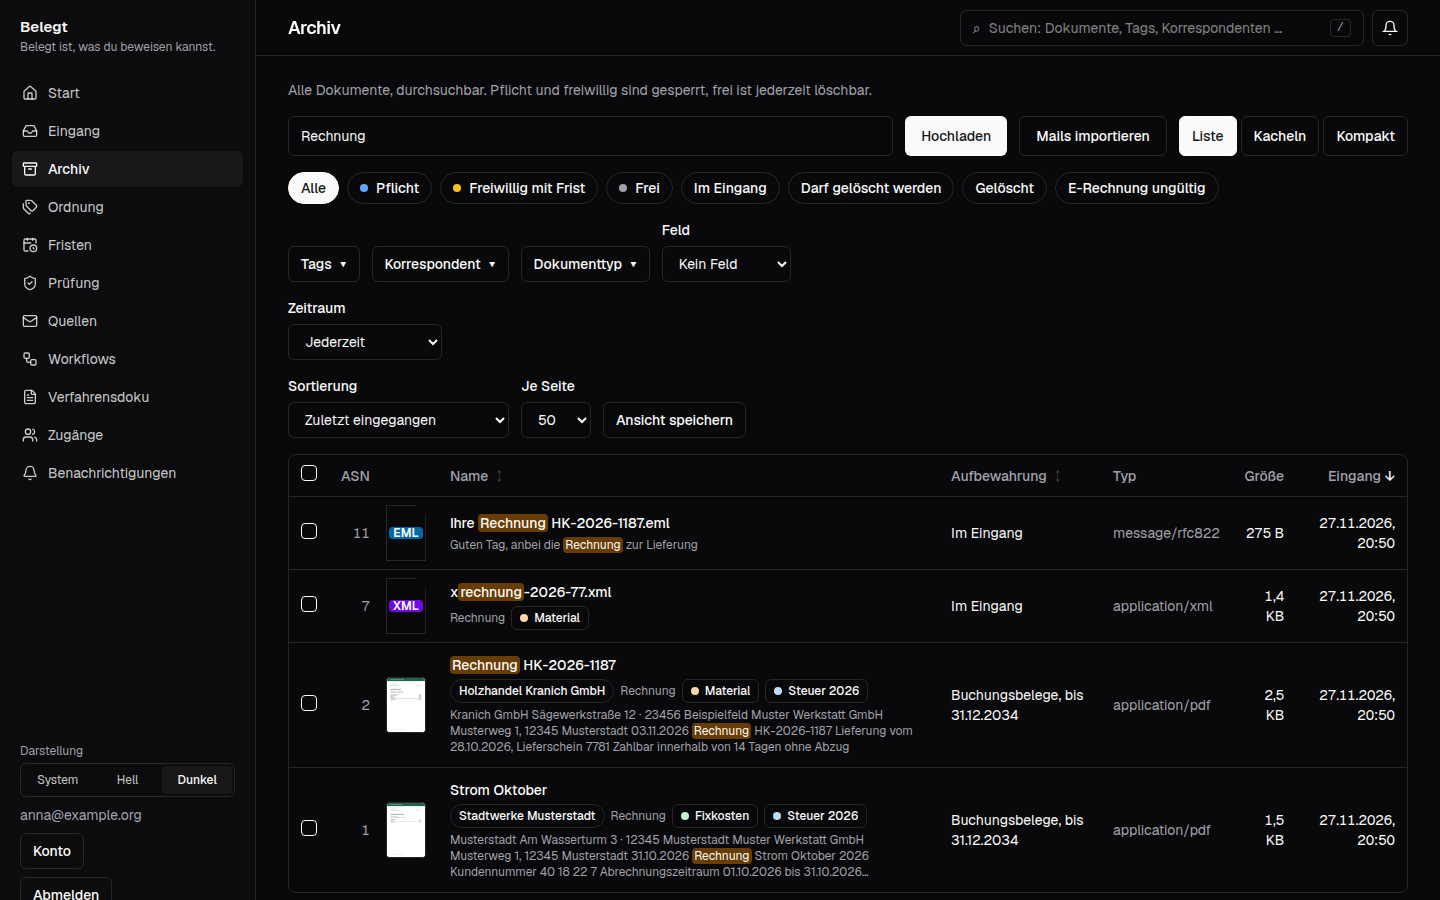 Belegt
Belegt ist, was du beweisen kannst.
Start
Eingang
Archiv
Ordnung
Fristen
Prüfung
Quellen
Workflows
Verfahrensdoku
Zugänge
Benachrichtigungen
Darstellung
System Hell Dunkel
anna@example.org
Konto
Abmelden
Archiv
Suchen: Dokumente, Tags, Korrespondenten … /
Alle Dokumente, durchsuchbar. Pflicht und freiwillig sind gesperrt, frei ist jederzeit löschbar.
Rechnung Hochladen Mails importieren Liste Kacheln Kompakt
Alle Pflicht Freiwillig mit Frist Frei Im Eingang Darf gelöscht werden Gelöscht E-Rechnung ungültig
Feld
Tags Korrespondent Dokumenttyp Kein Feld
Zeitraum
Jederzeit
Sortierung Je Seite
Zuletzt eingegangen 50 Ansicht speichern
ASN Name Aufbewahrung Typ Größe Eingang
11 EML Ihre Rechnung HK-2026-1187.eml
Guten Tag, anbei die Rechnung zur Lieferung
Im Eingang message/rfc822 275 B 27.11.2026,
20:50
7 XML xrechnung-2026-77.xml
Rechnung Material
Im Eingang application/xml 1,4
KB
27.11.2026,
20:50
2 Rechnung HK-2026-1187
Holzhandel Kranich GmbH Rechnung Material Steuer 2026
Kranich GmbH Sägewerkstraße 12 · 23456 Beispielfeld Muster Werkstatt GmbH
Musterweg 1, 12345 Musterstadt 03.11.2026 Rechnung HK-2026-1187 Lieferung vom
28.10.2026, Lieferschein 7781 Zahlbar innerhalb von 14 Tagen ohne Abzug
Buchungsbelege, bis
31.12.2034
application/pdf 2,5
KB
27.11.2026,
20:50
1 Strom Oktober
Stadtwerke Musterstadt Rechnung Fixkosten Steuer 2026
Musterstadt Am Wasserturm 3 · 12345 Musterstadt Muster Werkstatt GmbH
Musterweg 1, 12345 Musterstadt 31.10.2026 Rechnung Strom Oktober 2026
Kundennummer 40 18 22 7 Abrechnungszeitraum 01.10.2026 bis 31.10.2026…
Buchungsbelege, bis
31.12.2034
application/pdf 1,5
KB
27.11.2026,
20:50